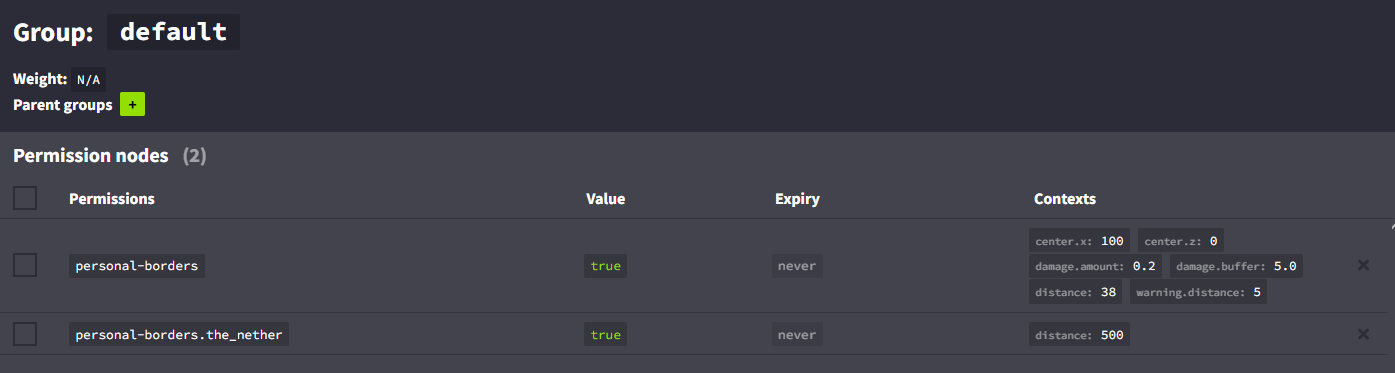 Group: default
Weight: N/A
Parent groups +
Permission nodes (2)
Permissions Value Expiry Contexts
center.x: 100 center.z: 0
personal-borders true never damage.amount: 0.2 damage.buffer: 5.0
distance: 38 warning.distance: 5
personal-borders.the_nether true never distance: 500